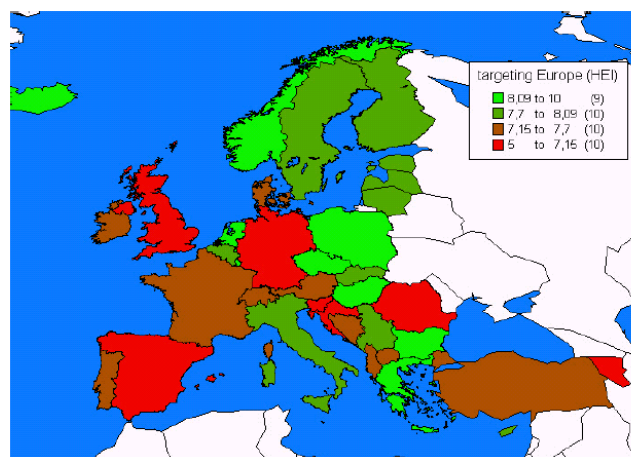 targeting Europe (HEI)
8,09 to 10 (9)
7,7 to 8,09 (10)
7,15 to 7,7 (10)
5 to 7,15 (10)